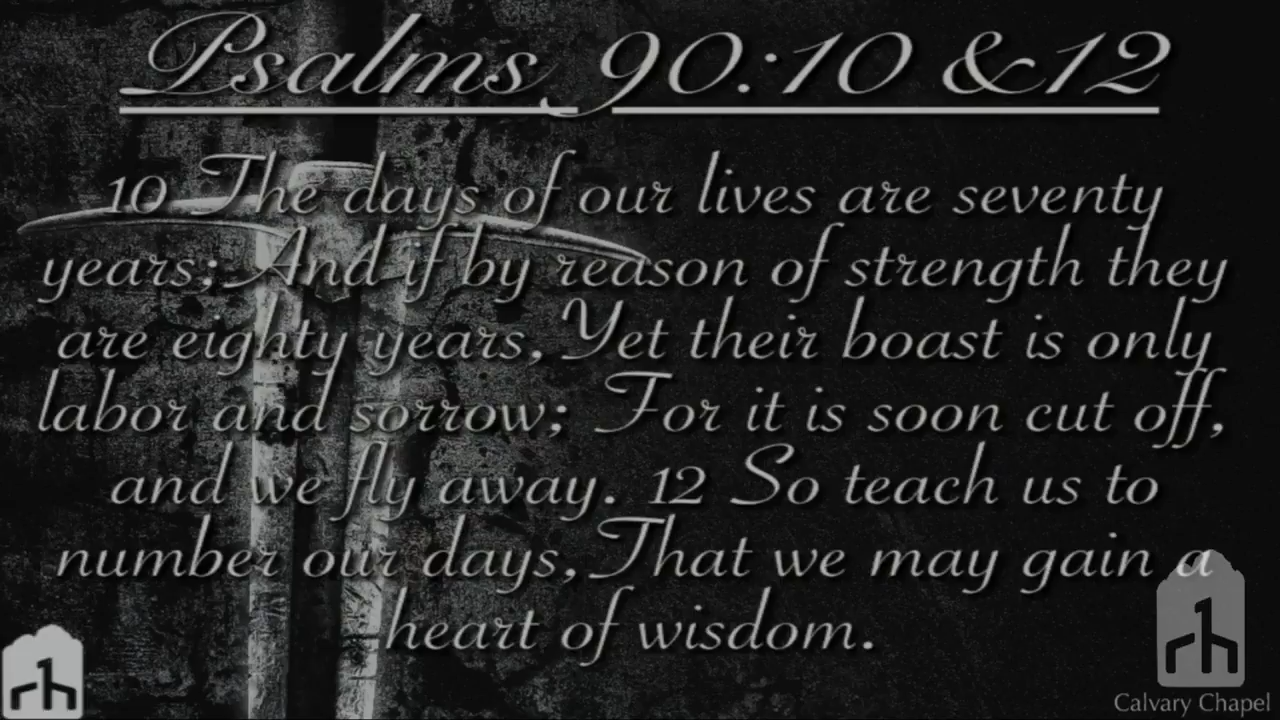 Psalms 90:10 &12
10 The days of our lives are seventy
years; And if by reason of strength they
are eighty years, Yet their boast is only
labor and sorrow; For it is soon cut off,
and we fly away. 12 So teach us to
number our days, That we may gain a
heart of wisdom.
Calvary Chapel